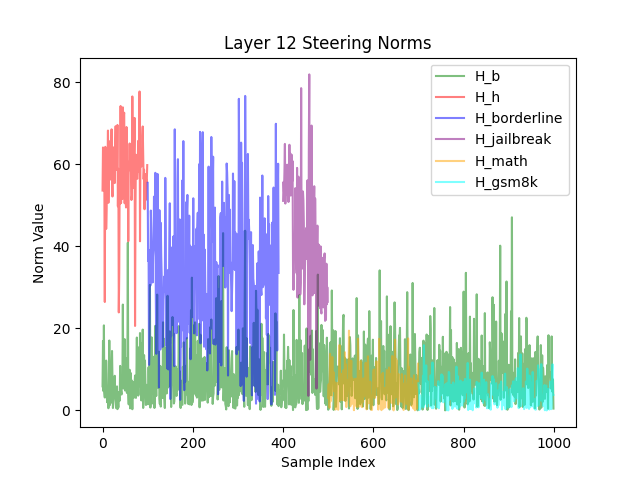 Layer 12 Steering Norms
H_b
H_h
H_borderline
H_jailbreak
H_math
H_gsm8k
Norm Value
80
60
40
20
0
0 200 400 600 800 1000
Sample Index